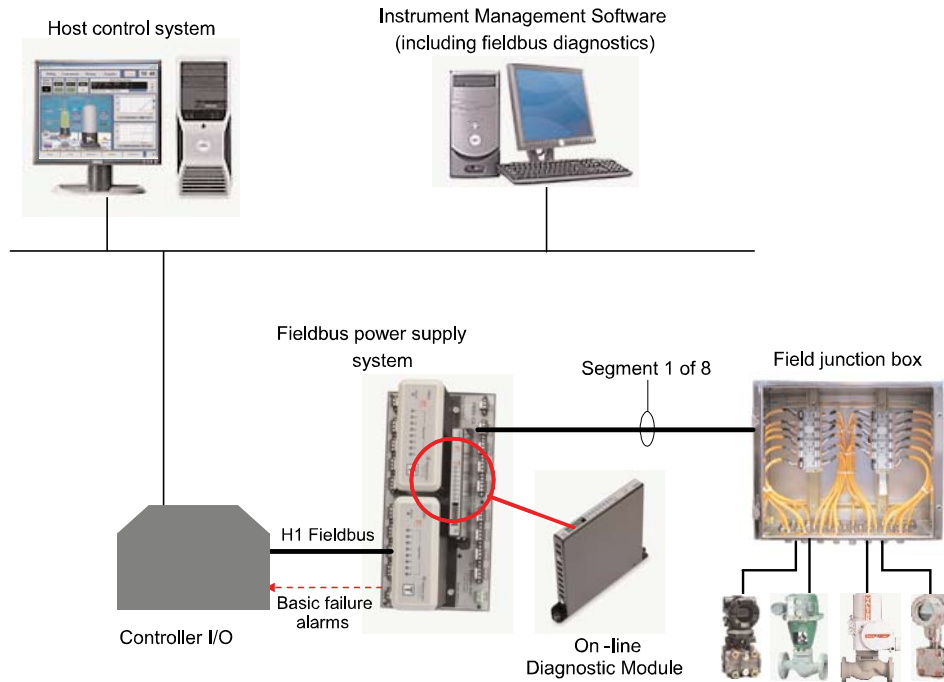 Host control system
Instrument Management Software
(including fieldbus diagnostics)
Fieldbus power supply
system
Segment 1 of 8
Field junction box
H1 Fieldbus
Basic failure
alarms
Controller I/O
On -line
Diagnostic Module